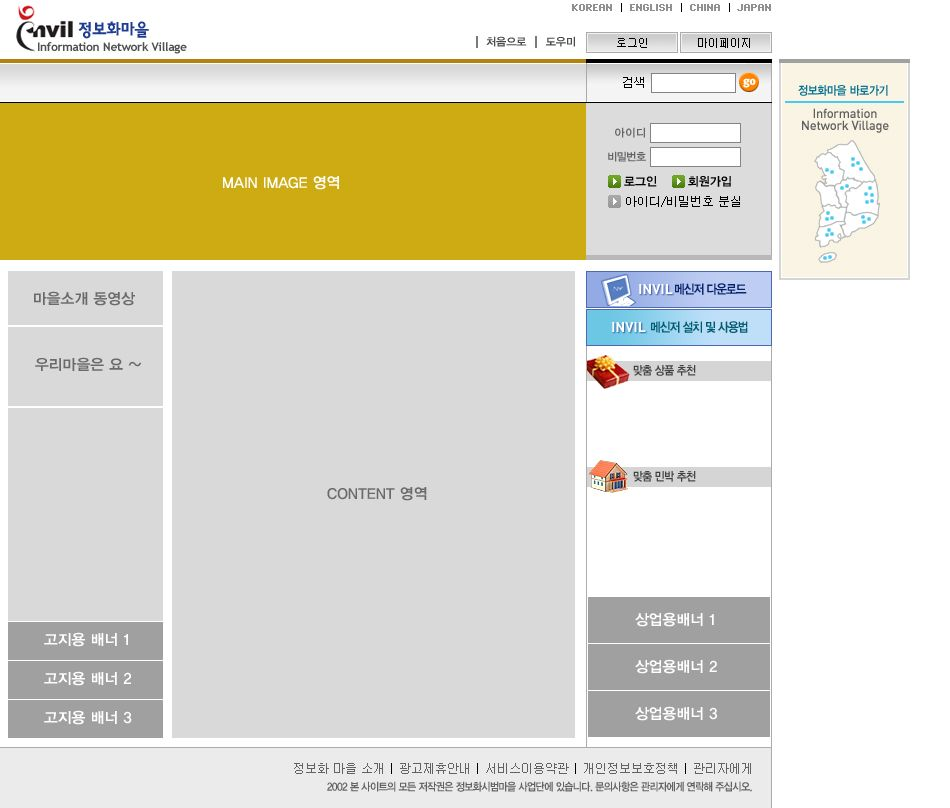 KOREAN | ENGLISH | CHINA | JAPAN
invil 정보화마을
Information Network Village
| 처음으로 | 도우미
로그인
마이페이지
검색
go
정보화마을 바로가기
Information
Network Village
MAIN IMAGE 영역
아이디
비밀번호
로그인
회원가입
아이디/비밀번호 분실
마을소개 동영상
우리마을은 요 ~
고지용 배너 1
고지용 배너 2
고지용 배너 3
CONTENT 영역
INVIL 메신저 다운로드
INVIL 메신저 설치 및 사용법
맞춤 상품 추천
맞춤 민박 추천
상업용배너 1
상업용배너 2
상업용배너 3
정보화 마을 소개 | 광고제휴안내 | 서비스이용약관 | 개인정보보호정책 | 관리자에게
2002 본 사이트의 모든 저작권은 정보화시범마을 사업단에 있습니다. 문의사항은 관리자에게 연락해 주십시오.